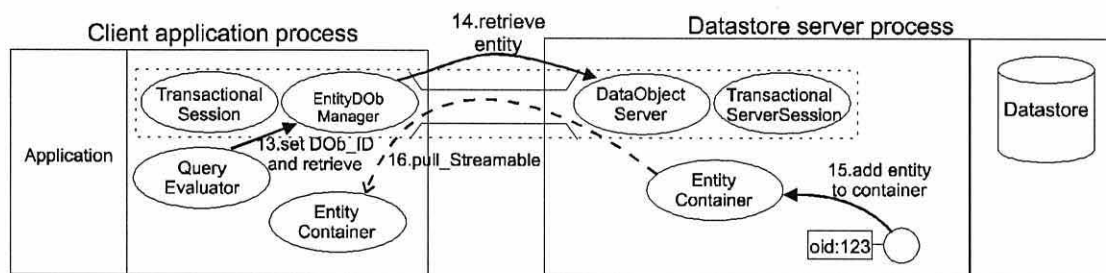 Client application process
14.retrieve
entity
Datastore server process
Transactional
Session
EntityDOb
Manager
DataObject
Server
Transactional
ServerSession
Datastore
Application
13.set DOb_ID
and retrieve
16.pull_Streamable
Query
Evaluator
Entity
Container
Entity
Container
15.add entity
to container
oid:123